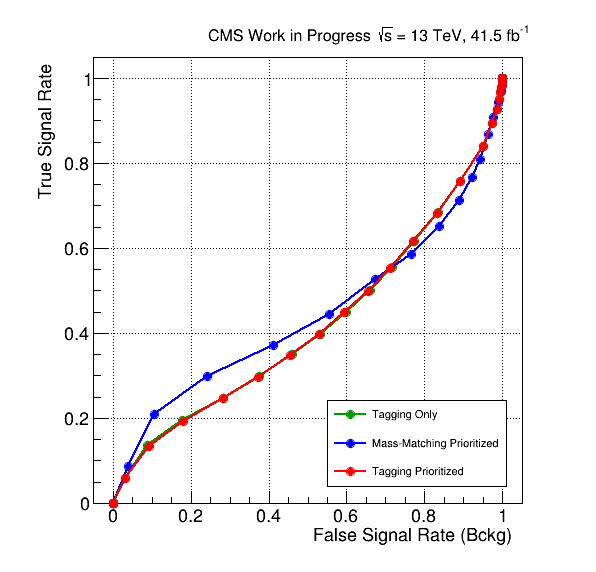 CMS Work in Progress √s = 13 TeV, 41.5 fb⁻¹
True Signal Rate
1
0.8
0.6
0.4
0.2
0
0 0.2 0.4 0.6 0.8 1
False Signal Rate (Bckg)
Tagging Only
Mass-Matching Prioritized
Tagging Prioritized